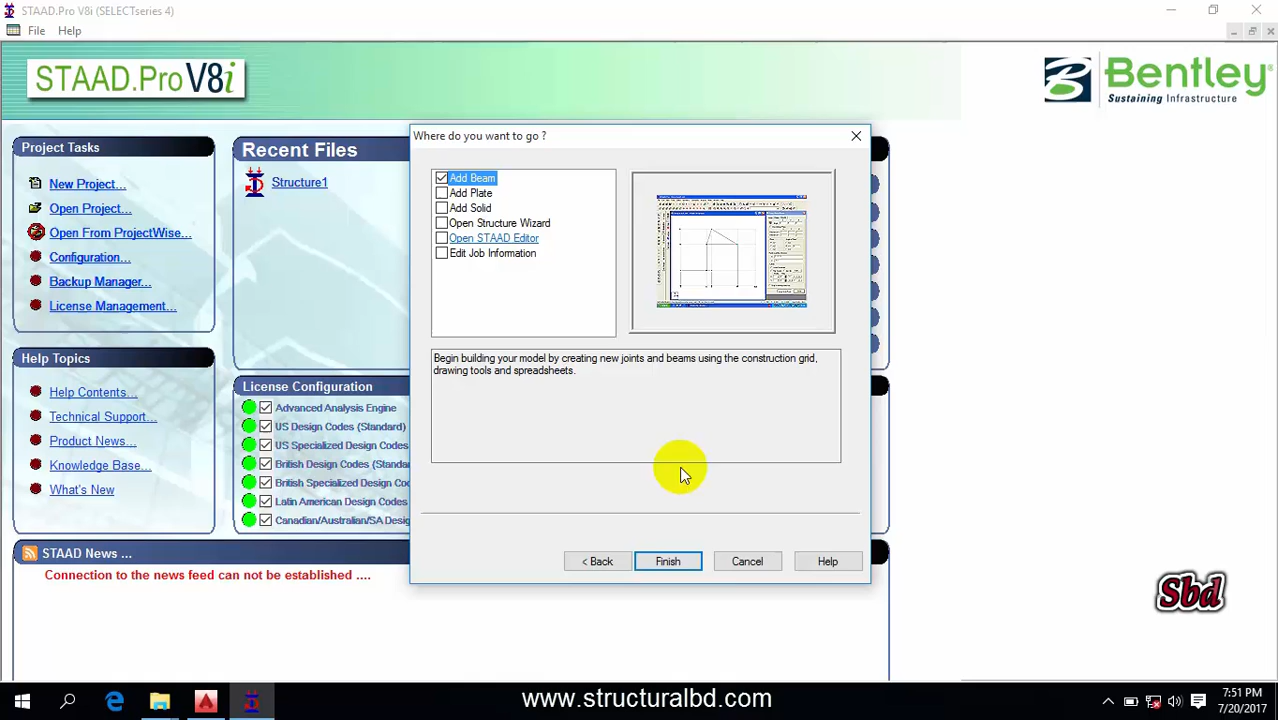 STAAD.Pro V8i (SELECTseries 4)
File Help
STAAD.Pro V8i
Bentley
Sustaining Infrastructure
Project Tasks
New Project...
Open Project...
Open From ProjectWise...
Configuration...
Backup Manager...
License Management...
Help Topics
Help Contents...
Technical Support...
Product News...
Knowledge Base...
What's New
Recent Files
Structure1
License Configuration
Advanced Analysis Engine
US Design Codes (Standard)
US Specialized Design Codes
British Design Codes (Standar
British Specialized Design Co
Latin American Design Codes
Canadian/Australian/SA Desig
Where do you want to go ?
Add Beam
Add Plate
Add Solid
Open Structure Wizard
Open STAAD Editor
Edit Job Information
Begin building your model by creating new joints and beams using the construction grid,
drawing tools and spreadsheets.
< Back Finish Cancel Help
STAAD News ...
Connection to the news feed can not be established ....
Sbd
www.structuralbd.com
7:51 PM
7/20/2017